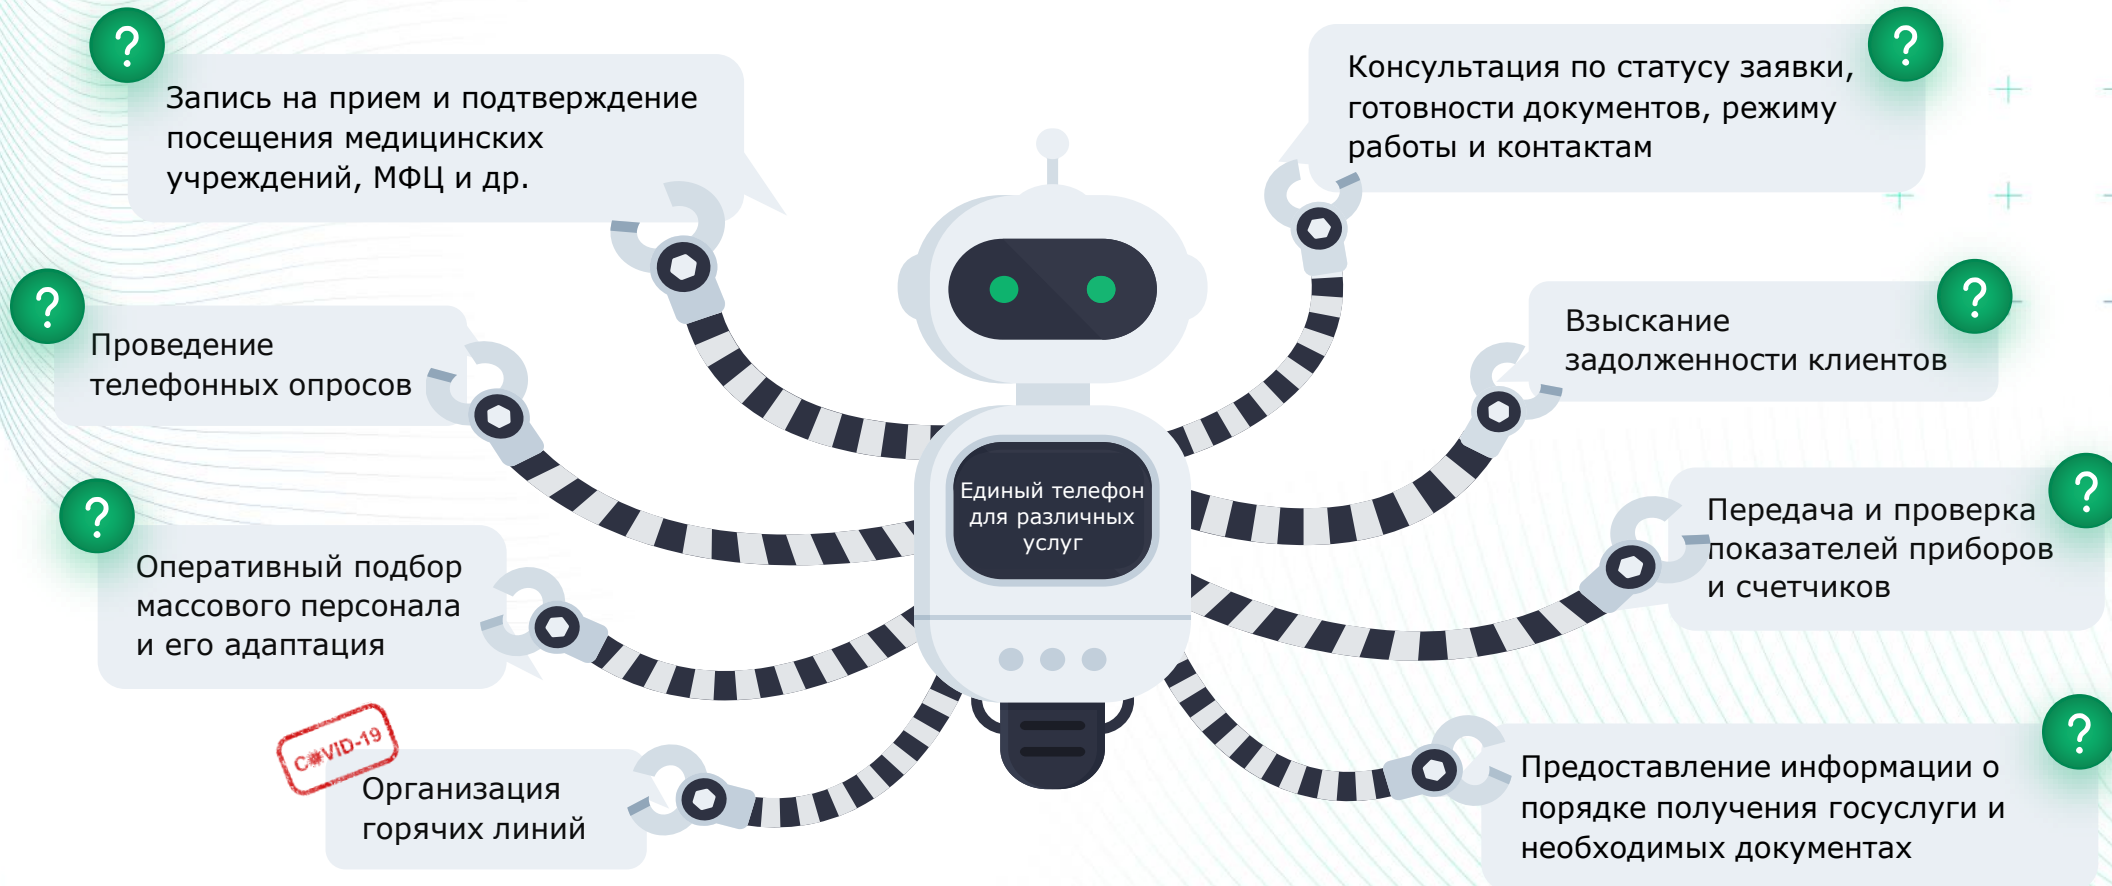 ?
Запись на прием и подтверждение
посещения медицинских
учреждений, МФЦ и др.
?
Проведение
телефонных опросов
?
Оперативный подбор
массового персонала
и его адаптация
COVID-19
Организация
горячих линий
Единый телефон
для различных
услуг
?
Консультация по статусу заявки,
готовности документов, режиму
работы и контактам
?
Взыскание
задолженности клиентов
?
Передача и проверка
показателей приборов
и счетчиков
?
Предоставление информации о
порядке получения госуслуги и
необходимых документах